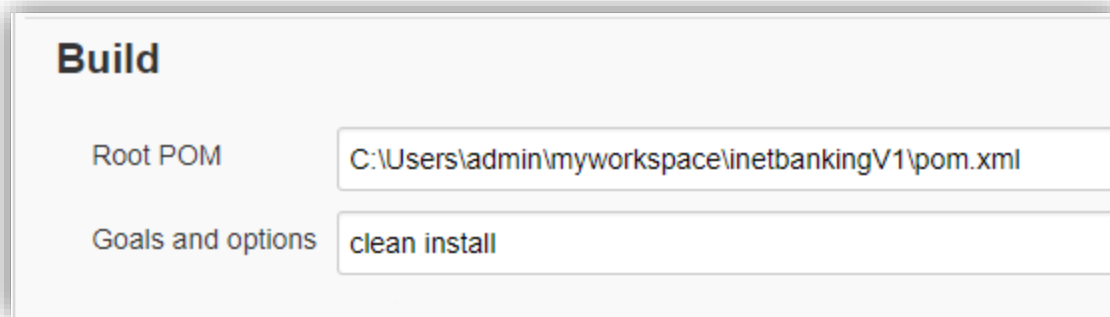 Build
Root POM C:\Users\admin\myworkspace\inetbankingV1\pom.xml
Goals and options clean install